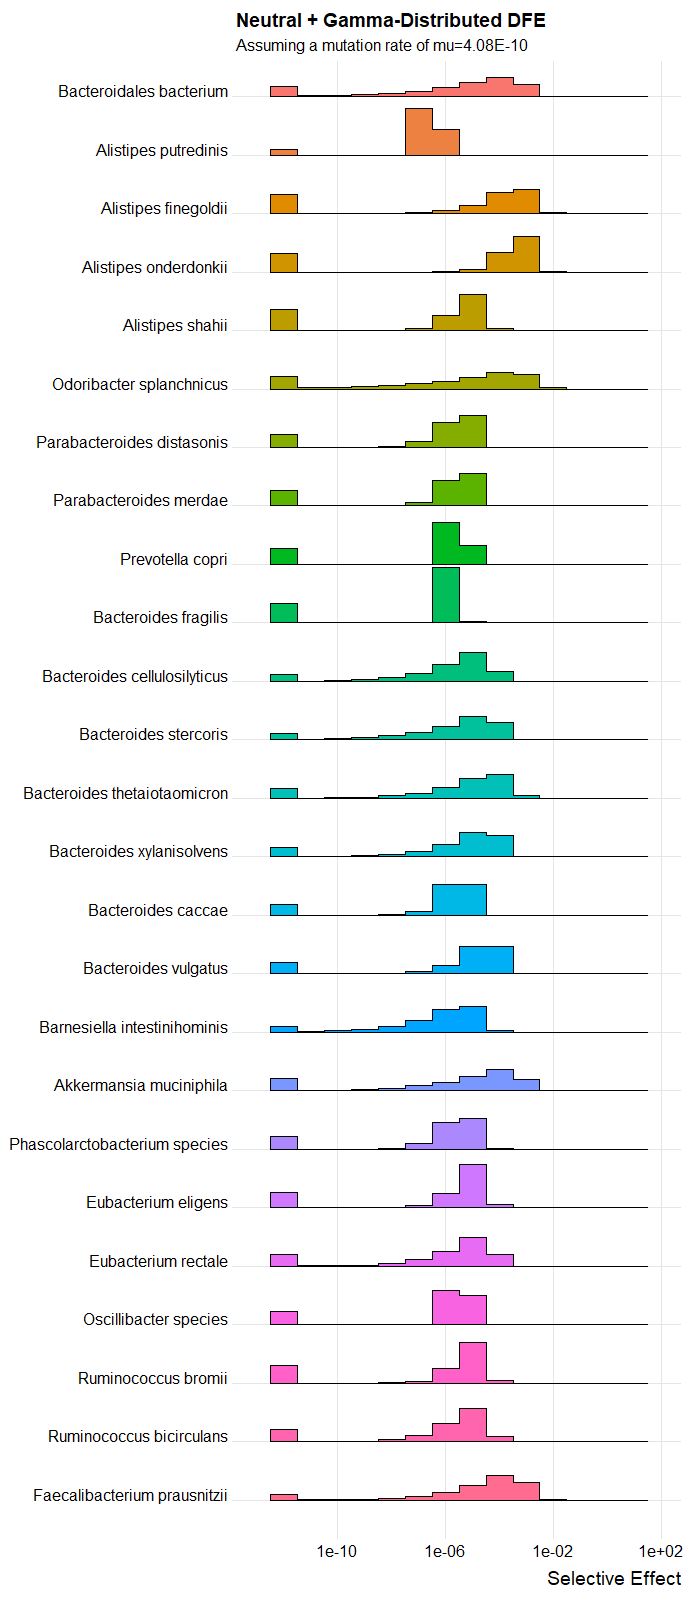 Neutral + Gamma-Distributed DFE
Assuming a mutation rate of mu=4.08E-10
Bacteroidales bacterium
Alistipes putredinis
Alistipes finegoldii
Alistipes onderdonkii
Alistipes shahii
Odoribacter splanchnicus
Parabacteroides distasonis
Parabacteroides merdae
Prevotella copri
Bacteroides fragilis
Bacteroides cellulosilyticus
Bacteroides stercoris
Bacteroides thetaiotaomicron
Bacteroides xylanisolvens
Bacteroides caccae
Bacteroides vulgatus
Barnesiella intestinihominis
Akkermansia muciniphila
Phascolarctobacterium species
Eubacterium eligens
Eubacterium rectale
Oscillibacter species
Ruminococcus bromii
Ruminococcus bicirculans
Faecalibacterium prausnitzii
1e-10 1e-06 1e-02 1e+02
Selective Effect